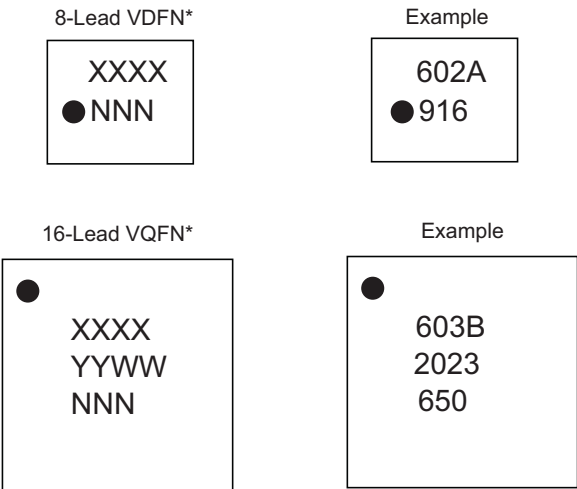 8-Lead VDFN*
XXXX
NNN
Example
602A
916
16-Lead VQFN*
XXXX
YYWW
NNN
Example
603B
2023
650